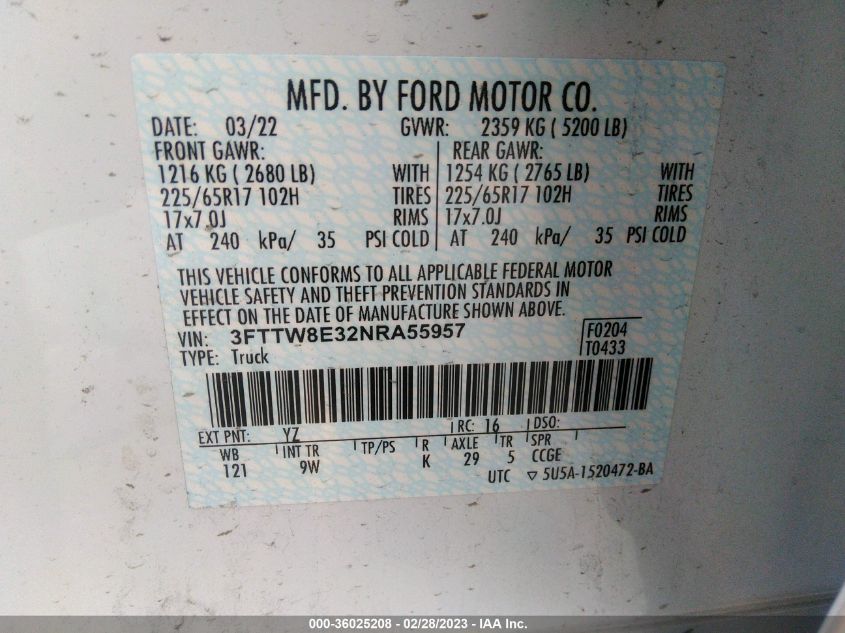 MFD. BY FORD MOTOR CO.
DATE: 03/22 GVWR: 2359 KG ( 5200 LB)
FRONT GAWR: REAR GAWR:
1216 KG ( 2680 LB) WITH 1254 KG ( 2765 LB) WITH
225/65R17 102H TIRES 225/65R17 102H TIRES
17x7.0J RIMS 17x7.0J RIMS
AT 240 kPa/ 35 PSI COLD AT 240 kPa/ 35 PSI COLD
THIS VEHICLE CONFORMS TO ALL APPLICABLE FEDERAL MOTOR
VEHICLE SAFETY AND THEFT PREVENTION STANDARDS IN
EFFECT ON THE DATE OF MANUFACTURE SHOWN ABOVE.
VIN: 3FTTW8E32NRA55957 F0204
TYPE: Truck T0433
EXT PNT: YZ RC: 16 DSO:
WB INT TR TP/PS R AXLE TR SPR
121 9W K 29 5 CCGE
UTC ▽ 5U5A-1520472-BA
000-36025208 - 02/28/2023 - IAA Inc.